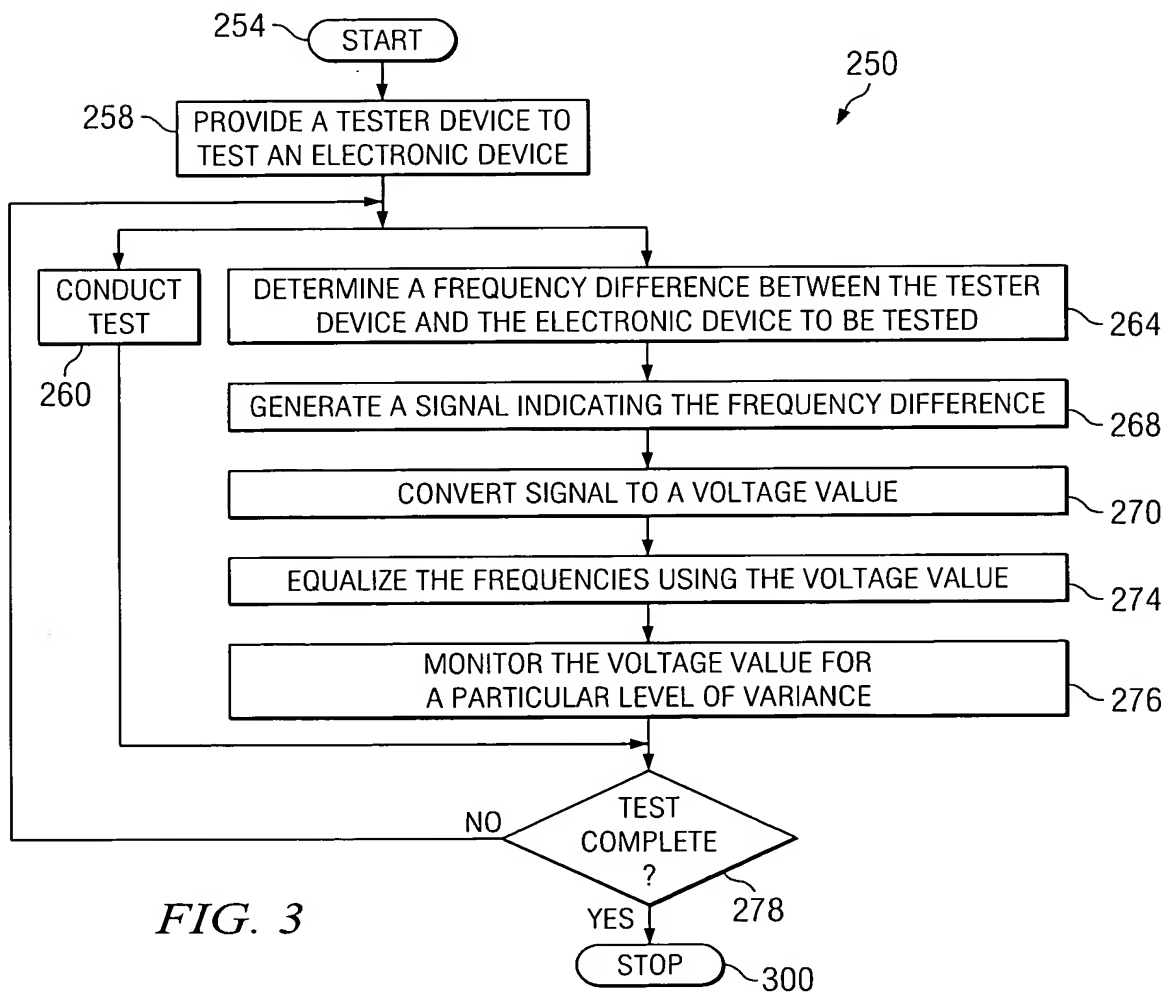 254
START
250
258
PROVIDE A TESTER DEVICE TO
TEST AN ELECTRONIC DEVICE
CONDUCT
TEST
260
DETERMINE A FREQUENCY DIFFERENCE BETWEEN THE TESTER
DEVICE AND THE ELECTRONIC DEVICE TO BE TESTED
264
GENERATE A SIGNAL INDICATING THE FREQUENCY DIFFERENCE
268
CONVERT SIGNAL TO A VOLTAGE VALUE
270
EQUALIZE THE FREQUENCIES USING THE VOLTAGE VALUE
274
MONITOR THE VOLTAGE VALUE FOR
A PARTICULAR LEVEL OF VARIANCE
276
NO
TEST
COMPLETE
?
278
YES
STOP
300
FIG. 3